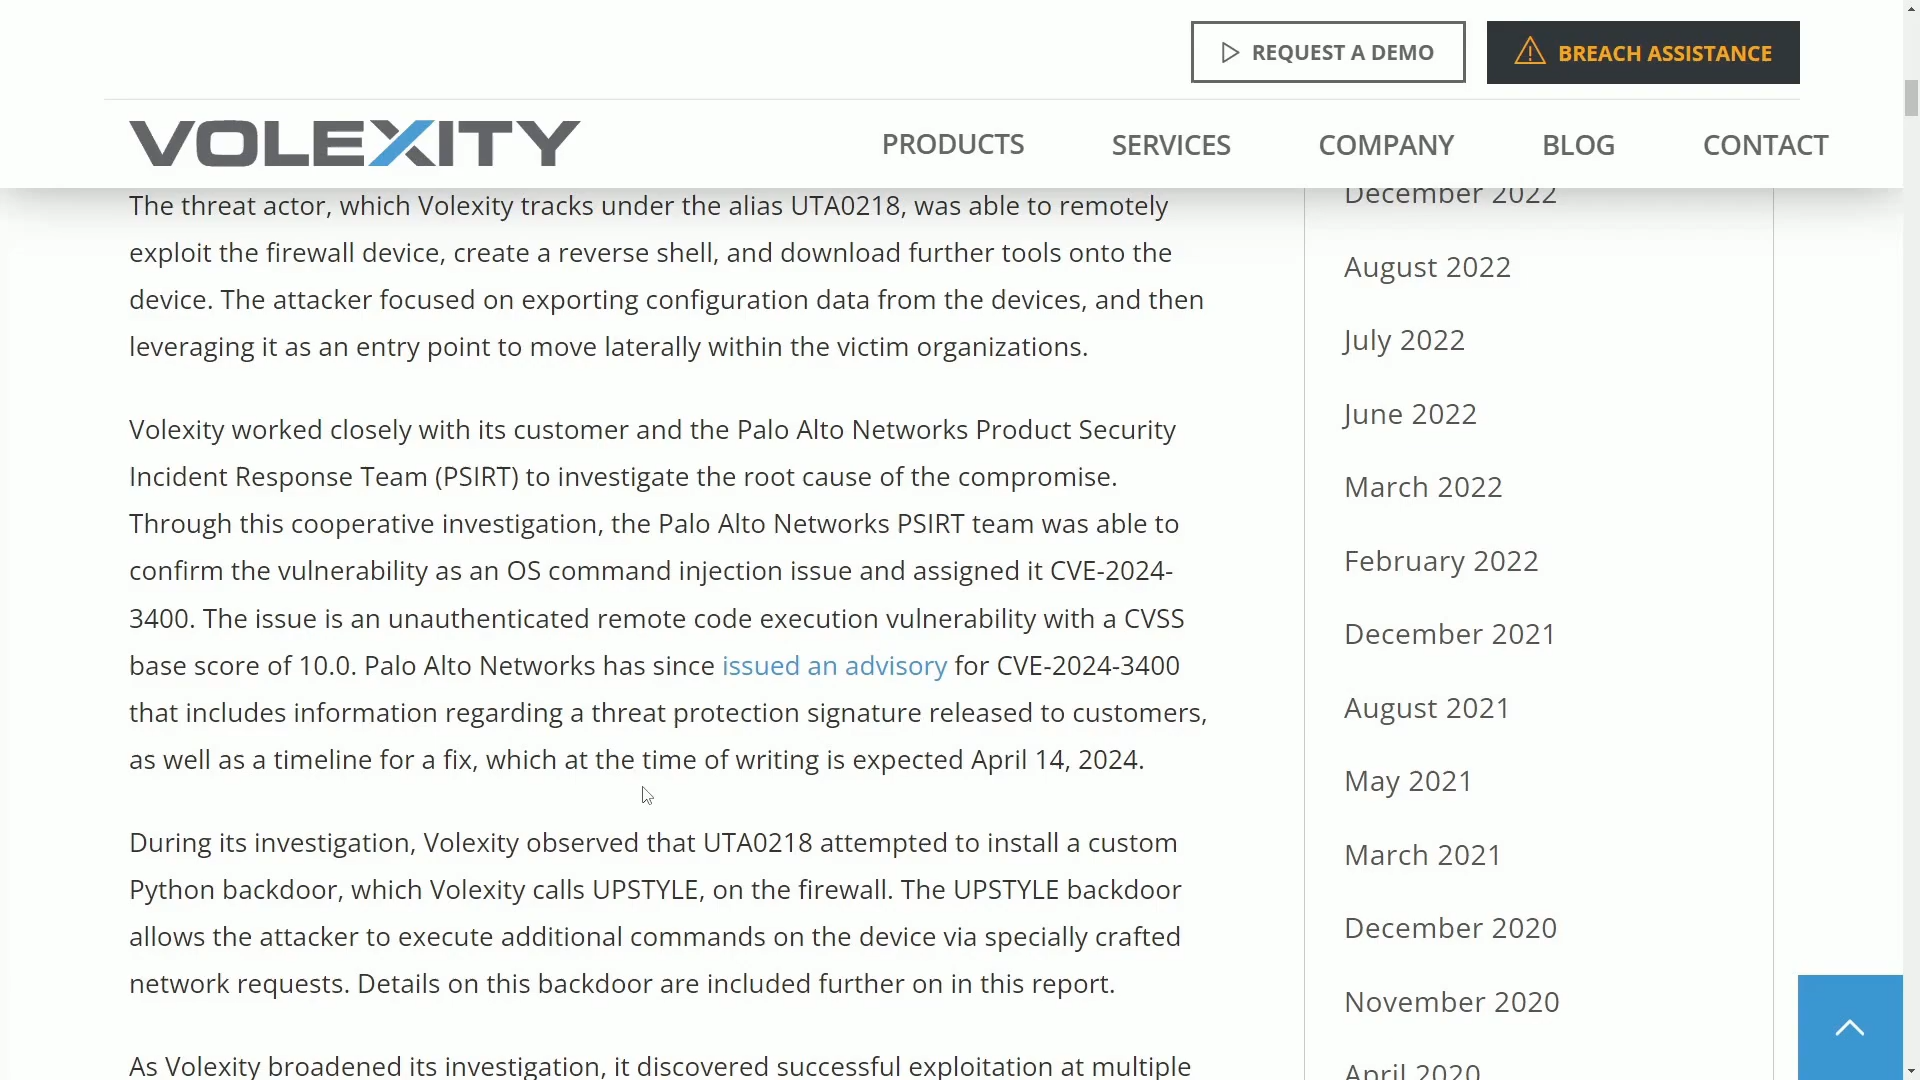 REQUEST A DEMO
BREACH ASSISTANCE
VOLEXITY
PRODUCTS
SERVICES
COMPANY
BLOG
CONTACT
The threat actor, which Volexity tracks under the alias UTA0218, was able to remotely
exploit the firewall device, create a reverse shell, and download further tools onto the
device. The attacker focused on exporting configuration data from the devices, and then
leveraging it as an entry point to move laterally within the victim organizations.
Volexity worked closely with its customer and the Palo Alto Networks Product Security
Incident Response Team (PSIRT) to investigate the root cause of the compromise.
Through this cooperative investigation, the Palo Alto Networks PSIRT team was able to
confirm the vulnerability as an OS command injection issue and assigned it CVE-2024-
3400. The issue is an unauthenticated remote code execution vulnerability with a CVSS
base score of 10.0. Palo Alto Networks has since issued an advisory for CVE-2024-3400
that includes information regarding a threat protection signature released to customers,
as well as a timeline for a fix, which at the time of writing is expected April 14, 2024.
During its investigation, Volexity observed that UTA0218 attempted to install a custom
Python backdoor, which Volexity calls UPSTYLE, on the firewall. The UPSTYLE backdoor
allows the attacker to execute additional commands on the device via specially crafted
network requests. Details on this backdoor are included further on in this report.
As Volexity broadened its investigation, it discovered successful exploitation at multiple
December 2022
August 2022
July 2022
June 2022
March 2022
February 2022
December 2021
August 2021
May 2021
March 2021
December 2020
November 2020
April 2020